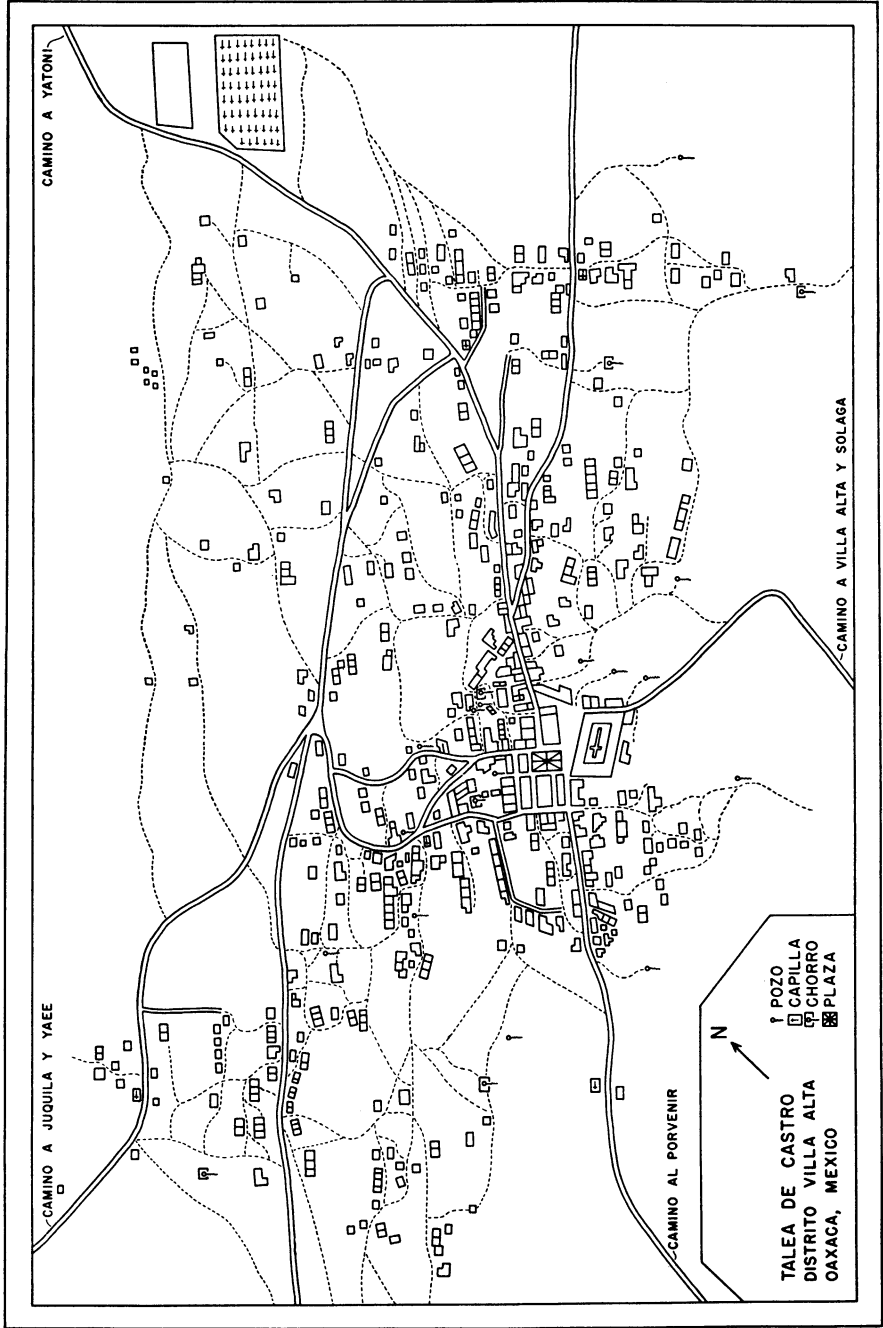 CAMINO A JUQUILA Y YAEE
CAMINO A YATONI
CAMINO AL PORVENIR
CAMINO A VILLA ALTA Y SOLAGA
N
TALEA DE CASTRO
DISTRITO VILLA ALTA
OAXACA, MEXICO
POZO
CAPILLA
CHORRO
PLAZA